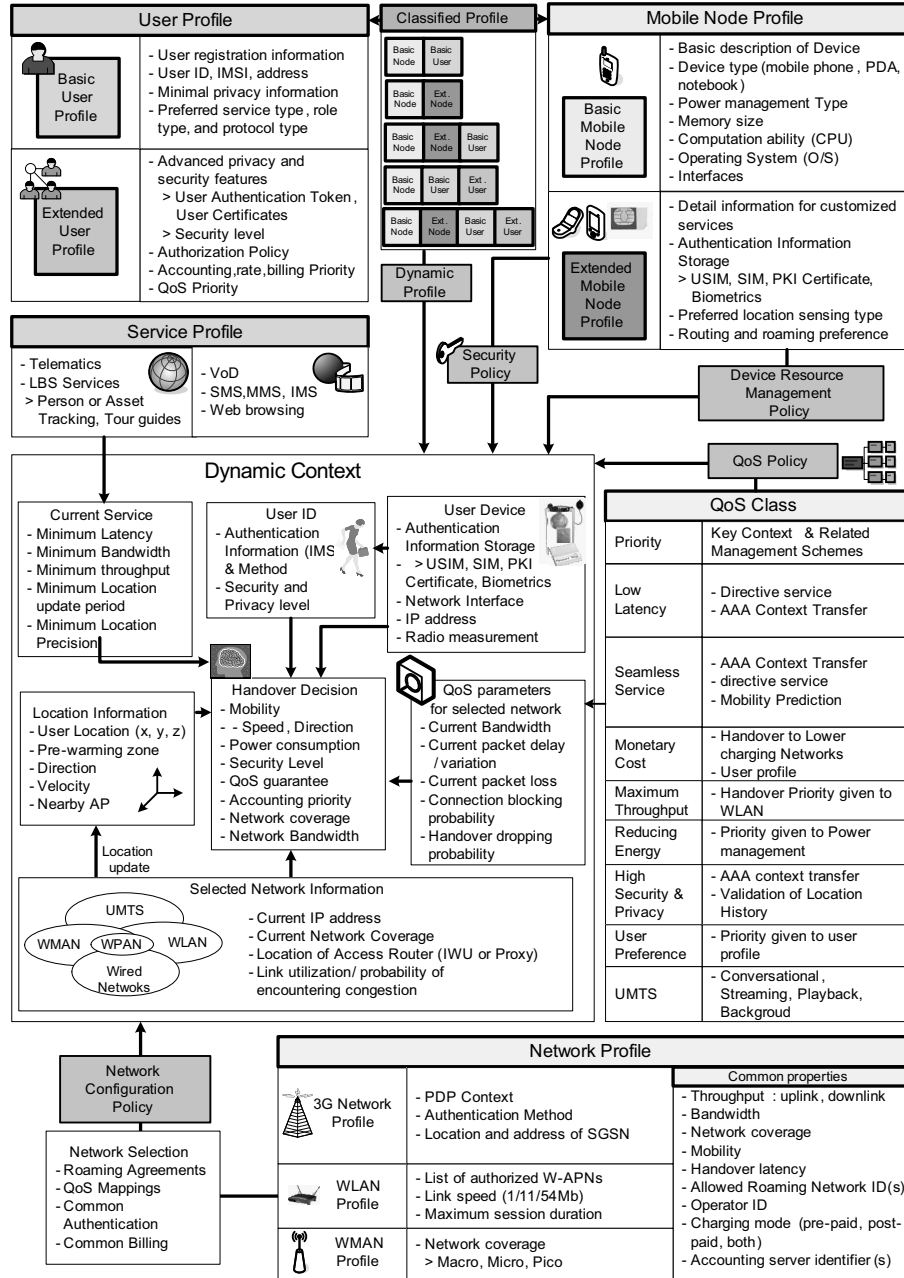 User Profile
Basic
User
Profile
- User registration information
- User ID, IMSI, address
- Minimal privacy information
- Preferred service type, role
type, and protocol type
Extended
User
Profile
- Advanced privacy and
security features
> User Authentication Token,
User Certificates
> Security level
- Authorization Policy
- Accounting,rate,billing Priority
- QoS Priority
Classified Profile
Basic Node
Basic User
Basic Node
Ext. Node
Basic Node
Ext. Node
Basic User
Basic Node
Basic User
Ext. User
Basic Node
Ext. Node
Basic User
Ext. User
Dynamic
Profile
Mobile Node Profile
Basic
Mobile
Node
Profile
- Basic description of Device
- Device type (mobile phone, PDA,
notebook)
- Power management Type
- Memory size
- Computation ability (CPU)
- Operating System (O/S)
- Interfaces
Extended
Mobile
Node
Profile
- Detail information for customized
services
- Authentication Information
Storage
> USIM, SIM, PKI Certificate,
Biometrics
- Preferred location sensing type
- Routing and roaming preference
Service Profile
- Telematics
- LBS Services
> Person or Asset
Tracking, Tour guides
- VoD
- SMS,MMS, IMS
- Web browsing
Security
Policy
Device Resource
Management
Policy
QoS Policy
Dynamic Context
Current Service
- Minimum Latency
- Minimum Bandwidth
- Minimum throughput
- Minimum Location
update period
- Minimum Location
Precision
User ID
- Authentication
Information (IMS
& Method
- Security and
Privacy level
User Device
- Authentication
Information Storage
- > USIM, SIM, PKI
Certificate, Biometrics
- Network Interface
- IP address
- Radio measurement
Location Information
- User Location (x, y, z)
- Pre-warming zone
- Direction
- Velocity
- Nearby AP
Handover Decision
- Mobility
- - Speed, Direction
- Power consumption
- Security Level
- QoS guarantee
- Accounting priority
- Network coverage
- Network Bandwidth
QoS parameters
for selected network
- Current Bandwidth
- Current packet delay
/ variation
- Current packet loss
- Connection blocking
probability
- Handover dropping
probability
Location
update
Selected Network Information
UMTS
WMAN
WPAN
WLAN
Wired
Networks
- Current IP address
- Current Network Coverage
- Location of Access Router (IWU or Proxy)
- Link utilization/ probability of
encountering congestion
QoS Class
Priority
Key Context & Related
Management Schemes
Low
Latency
- Directive service
- AAA Context Transfer
Seamless
Service
- AAA Context Transfer
- directive service
- Mobility Prediction
Monetary
Cost
- Handover to Lower
charging Networks
- User profile
Maximum
Throughput
- Handover Priority given to
WLAN
Reducing
Energy
- Priority given to Power
management
High
Security &
Privacy
- AAA context transfer
- Validation of Location
History
User
Preference
- Priority given to user
profile
UMTS
- Conversational,
Streaming, Playback,
Backgroud
Network
Configuration
Policy
Network Selection
- Roaming Agreements
- QoS Mappings
- Common
Authentication
- Common Billing
Network Profile
3G Network
Profile
- PDP Context
- Authentication Method
- Location and address of SGSN
WLAN
Profile
- List of authorized W-APNs
- Link speed (1/11/54Mb)
- Maximum session duration
WMAN
Profile
- Network coverage
> Macro, Micro, Pico
Common properties
- Throughput : uplink, downlink
- Bandwidth
- Network coverage
- Mobility
- Handover latency
- Allowed Roaming Network ID(s)
- Operator ID
- Charging mode (pre-paid, post-
paid, both)
- Accounting server identifier(s)